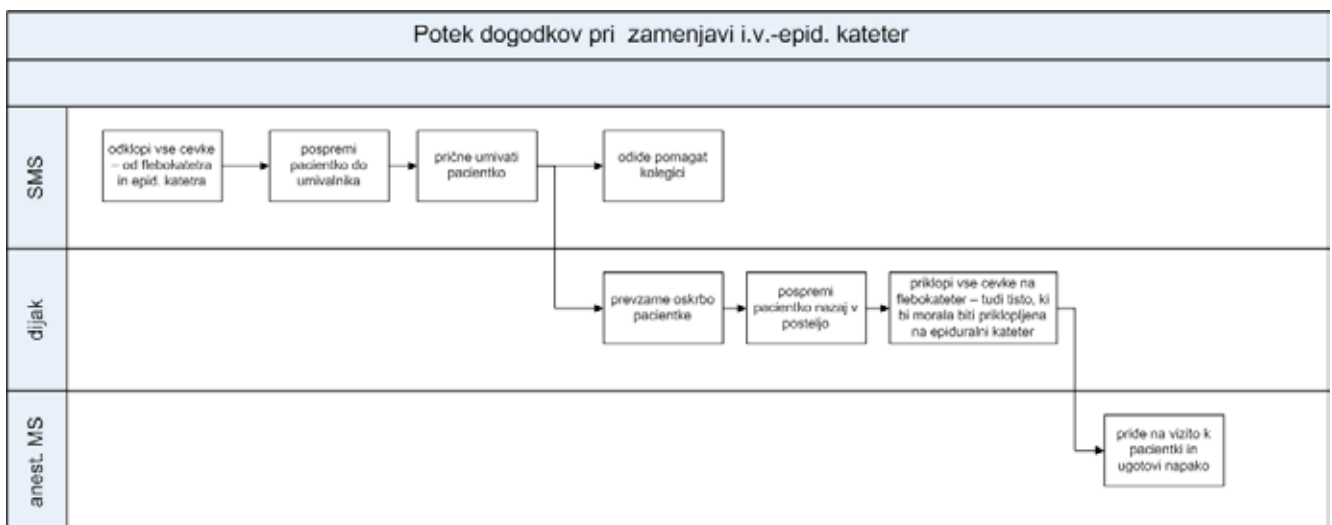 Potek dogodkov pri zamenjavi i.v.-epid. kateter
SMS
odklopi vse cevke
– od flebokatetra
in epid. katetra
pospremi
pacientko do
umivalnika
prične umivati
pacientko
odide pomagat
kolegici
dijak
prevzame oskrbo
pacientke
pospremi
pacientko nazaj v
posteljo
priklopi vse cevke na
flebokateter – tudi tisto, ki
bi morala biti priklopljena
na epiduralni kateter
anest. MS
pride na vizito k
pacientki in
ugotovi napako